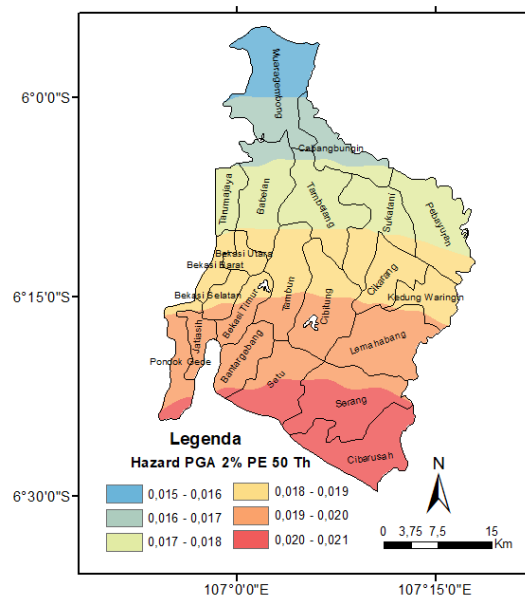 6°0'0"S
Muaragembong
Cabangbungin
Tarumajaya
Babelan
Tambelang
Sukatani
Pebayuran
Bekasi Utara
Bekasi Barat
6°15'0"S
Bekasi Selatan
Bekasi Timur
Tambun
Cibitung
Cikarang
Kedung Waringin
Pondok Gede
Jatiasih
Bantargebang
Setu
Lemahabang
Serang
Cibarusah
Legenda
Hazard PGA 2% PE 50 Th
0,015 - 0,016
0,018 - 0,019
0,016 - 0,017
0,019 - 0,020
0,017 - 0,018
0,020 - 0,021
N
0 3,75 7,5 15
Km
6°30'0"S
107°0'0"E
107°15'0"E